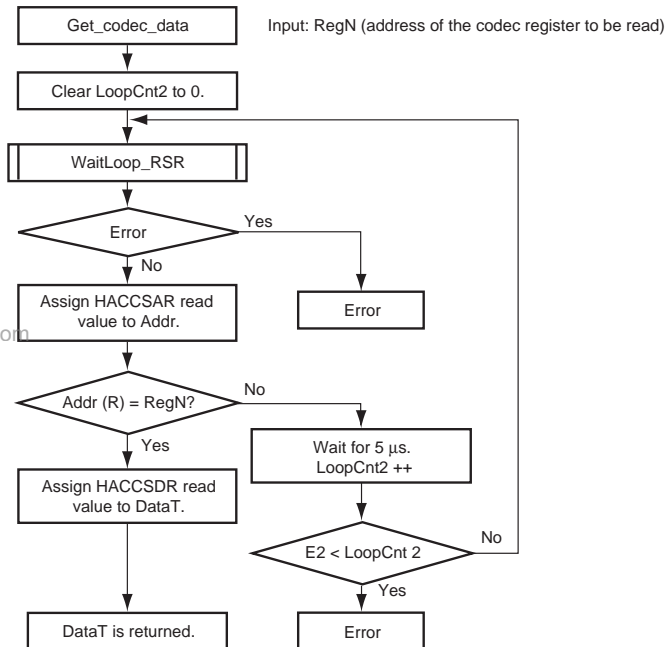 Get_codec_data
Input: RegN (address of the codec register to be read)
Clear LoopCnt2 to 0.
WaitLoop_RSR
Error
Yes
No
Error
Assign HACCSAR read
value to Addr.
om
Addr (R) = RegN?
No
Yes
Wait for 5 μs.
LoopCnt2 ++
Assign HACCSDR read
value to DataT.
E2 < LoopCnt 2
No
Yes
DataT is returned.
Error